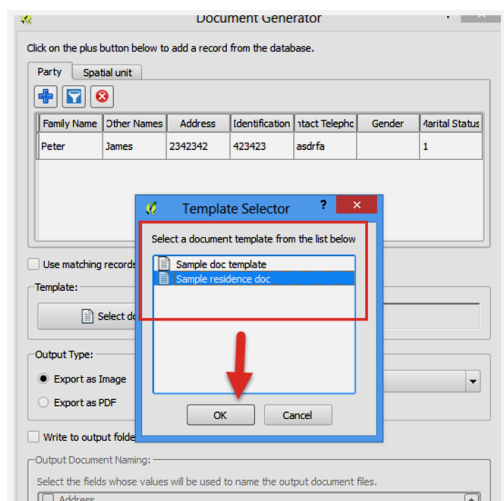 Document Generator
Click on the plus button below to add a record from the database.
Party Spatial unit
Family Name Other Names Address Identification ntact Telepho Gender Marital Status
Peter James 2342342 423423 asdrfa 1
Template Selector ? ×
Select a document template from the list below
Sample doc template
Sample residence doc
Use matching records
Template:
Select do
Output Type:
Export as Image
Export as PDF
OK Cancel
Write to output folde
Output Document Naming:
Select the fields whose values will be used to name the output document files.
Address